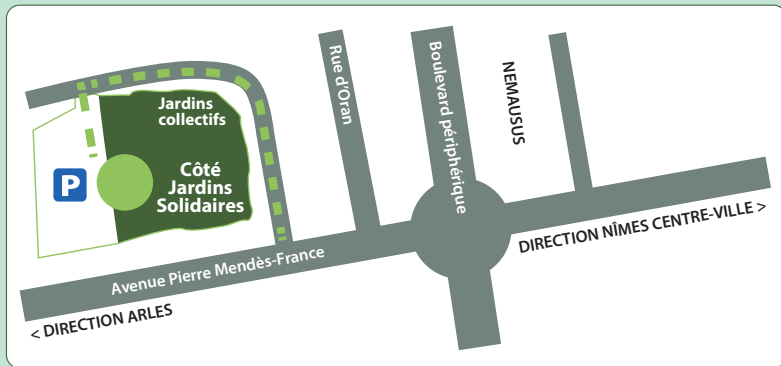 Jardins
collectifs
P
Côté
Jardins
Solidaires
Rue d'Oran
Boulevard périphérique
NEMAUSUS
Avenue Pierre Mendès-France
< DIRECTION ARLES
DIRECTION NÎMES CENTRE-VILLE >